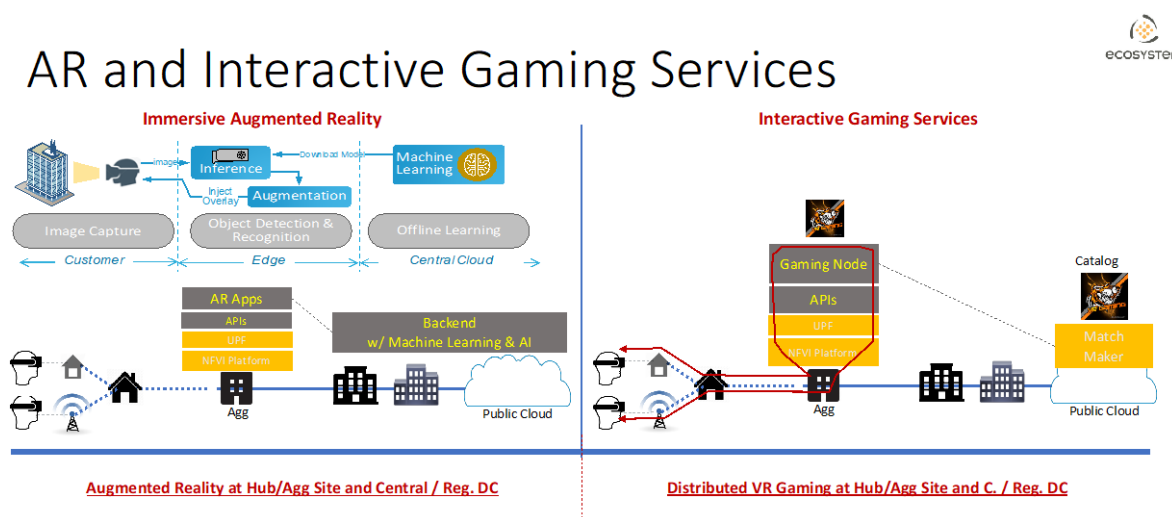 ecosystem
AR and Interactive Gaming Services
Immersive Augmented Reality
Image
Inference
Download Model
Machine
Learning
Inject
Overlay
Augmentation
Image Capture
Object Detection &
Recognition
Offline Learning
Customer
Edge
Central Cloud
AR Apps
APIs
UPF
NFVI Platform
Backend
w/ Machine Learning & AI
Agg
Public Cloud
Augmented Reality at Hub/Agg Site and Central / Reg. DC
Interactive Gaming Services
GAMING
Gaming Node
APIs
UPF
NFVI Platform
Catalog
GAMING
Match
Maker
Agg
Public Cloud
Distributed VR Gaming at Hub/Agg Site and C. / Reg. DC